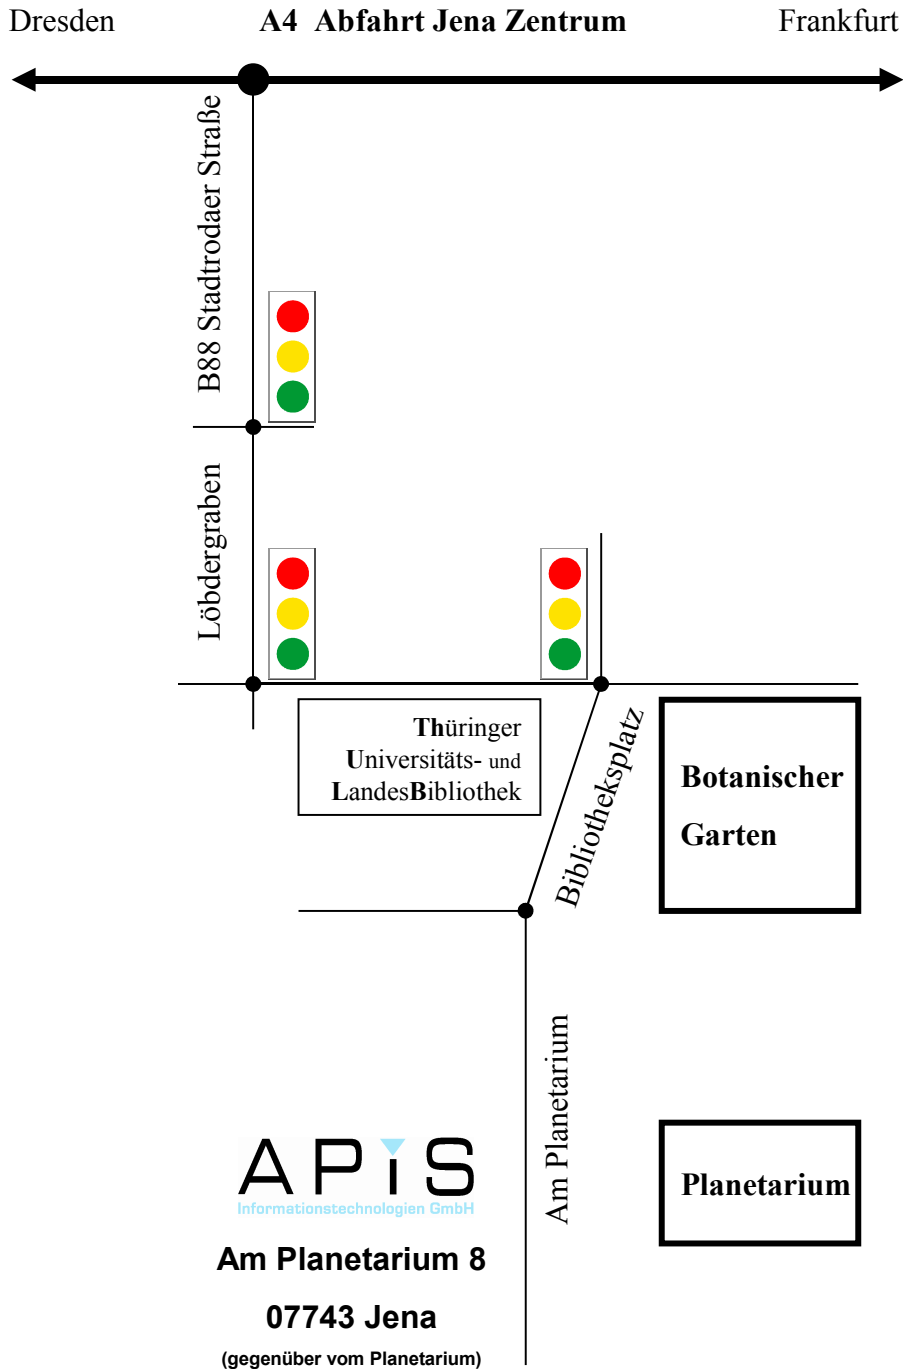 Dresden A4 Abfahrt Jena Zentrum Frankfurt
B88 Stadtrodaer Straße
Löbdergraben
Thüringer
Universitäts- und
LandesBibliothek
Bibliotheksplatz
Botanischer
Garten
Am Planetarium
Planetarium
APiS
Informationstechnologien GmbH
Am Planetarium 8
07743 Jena
(gegenüber vom Planetarium)